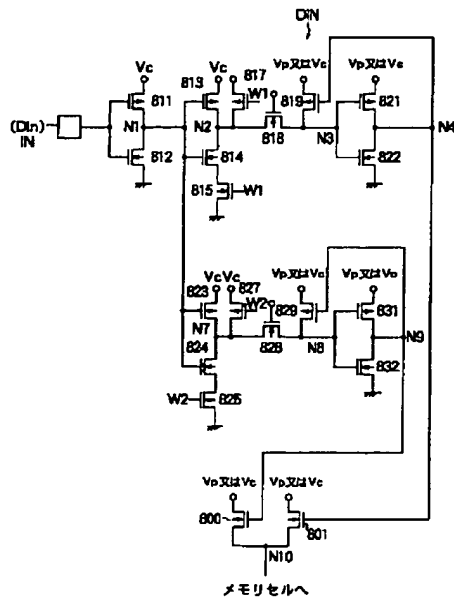 DIN
Vc Vc 817 Vp又はVc Vp又はVc
813 W1
811 819 821
(Din) N1 N2 N3 N4
IN 818
812 814 822
815 W1
Vc Vc Vp又はVc Vp又はVc
823 827
W2 829 831
N7
828 N8 N9
824 832
W2 825
Vp又はVc Vp又はVc
800 801
N10
メモリセルへ